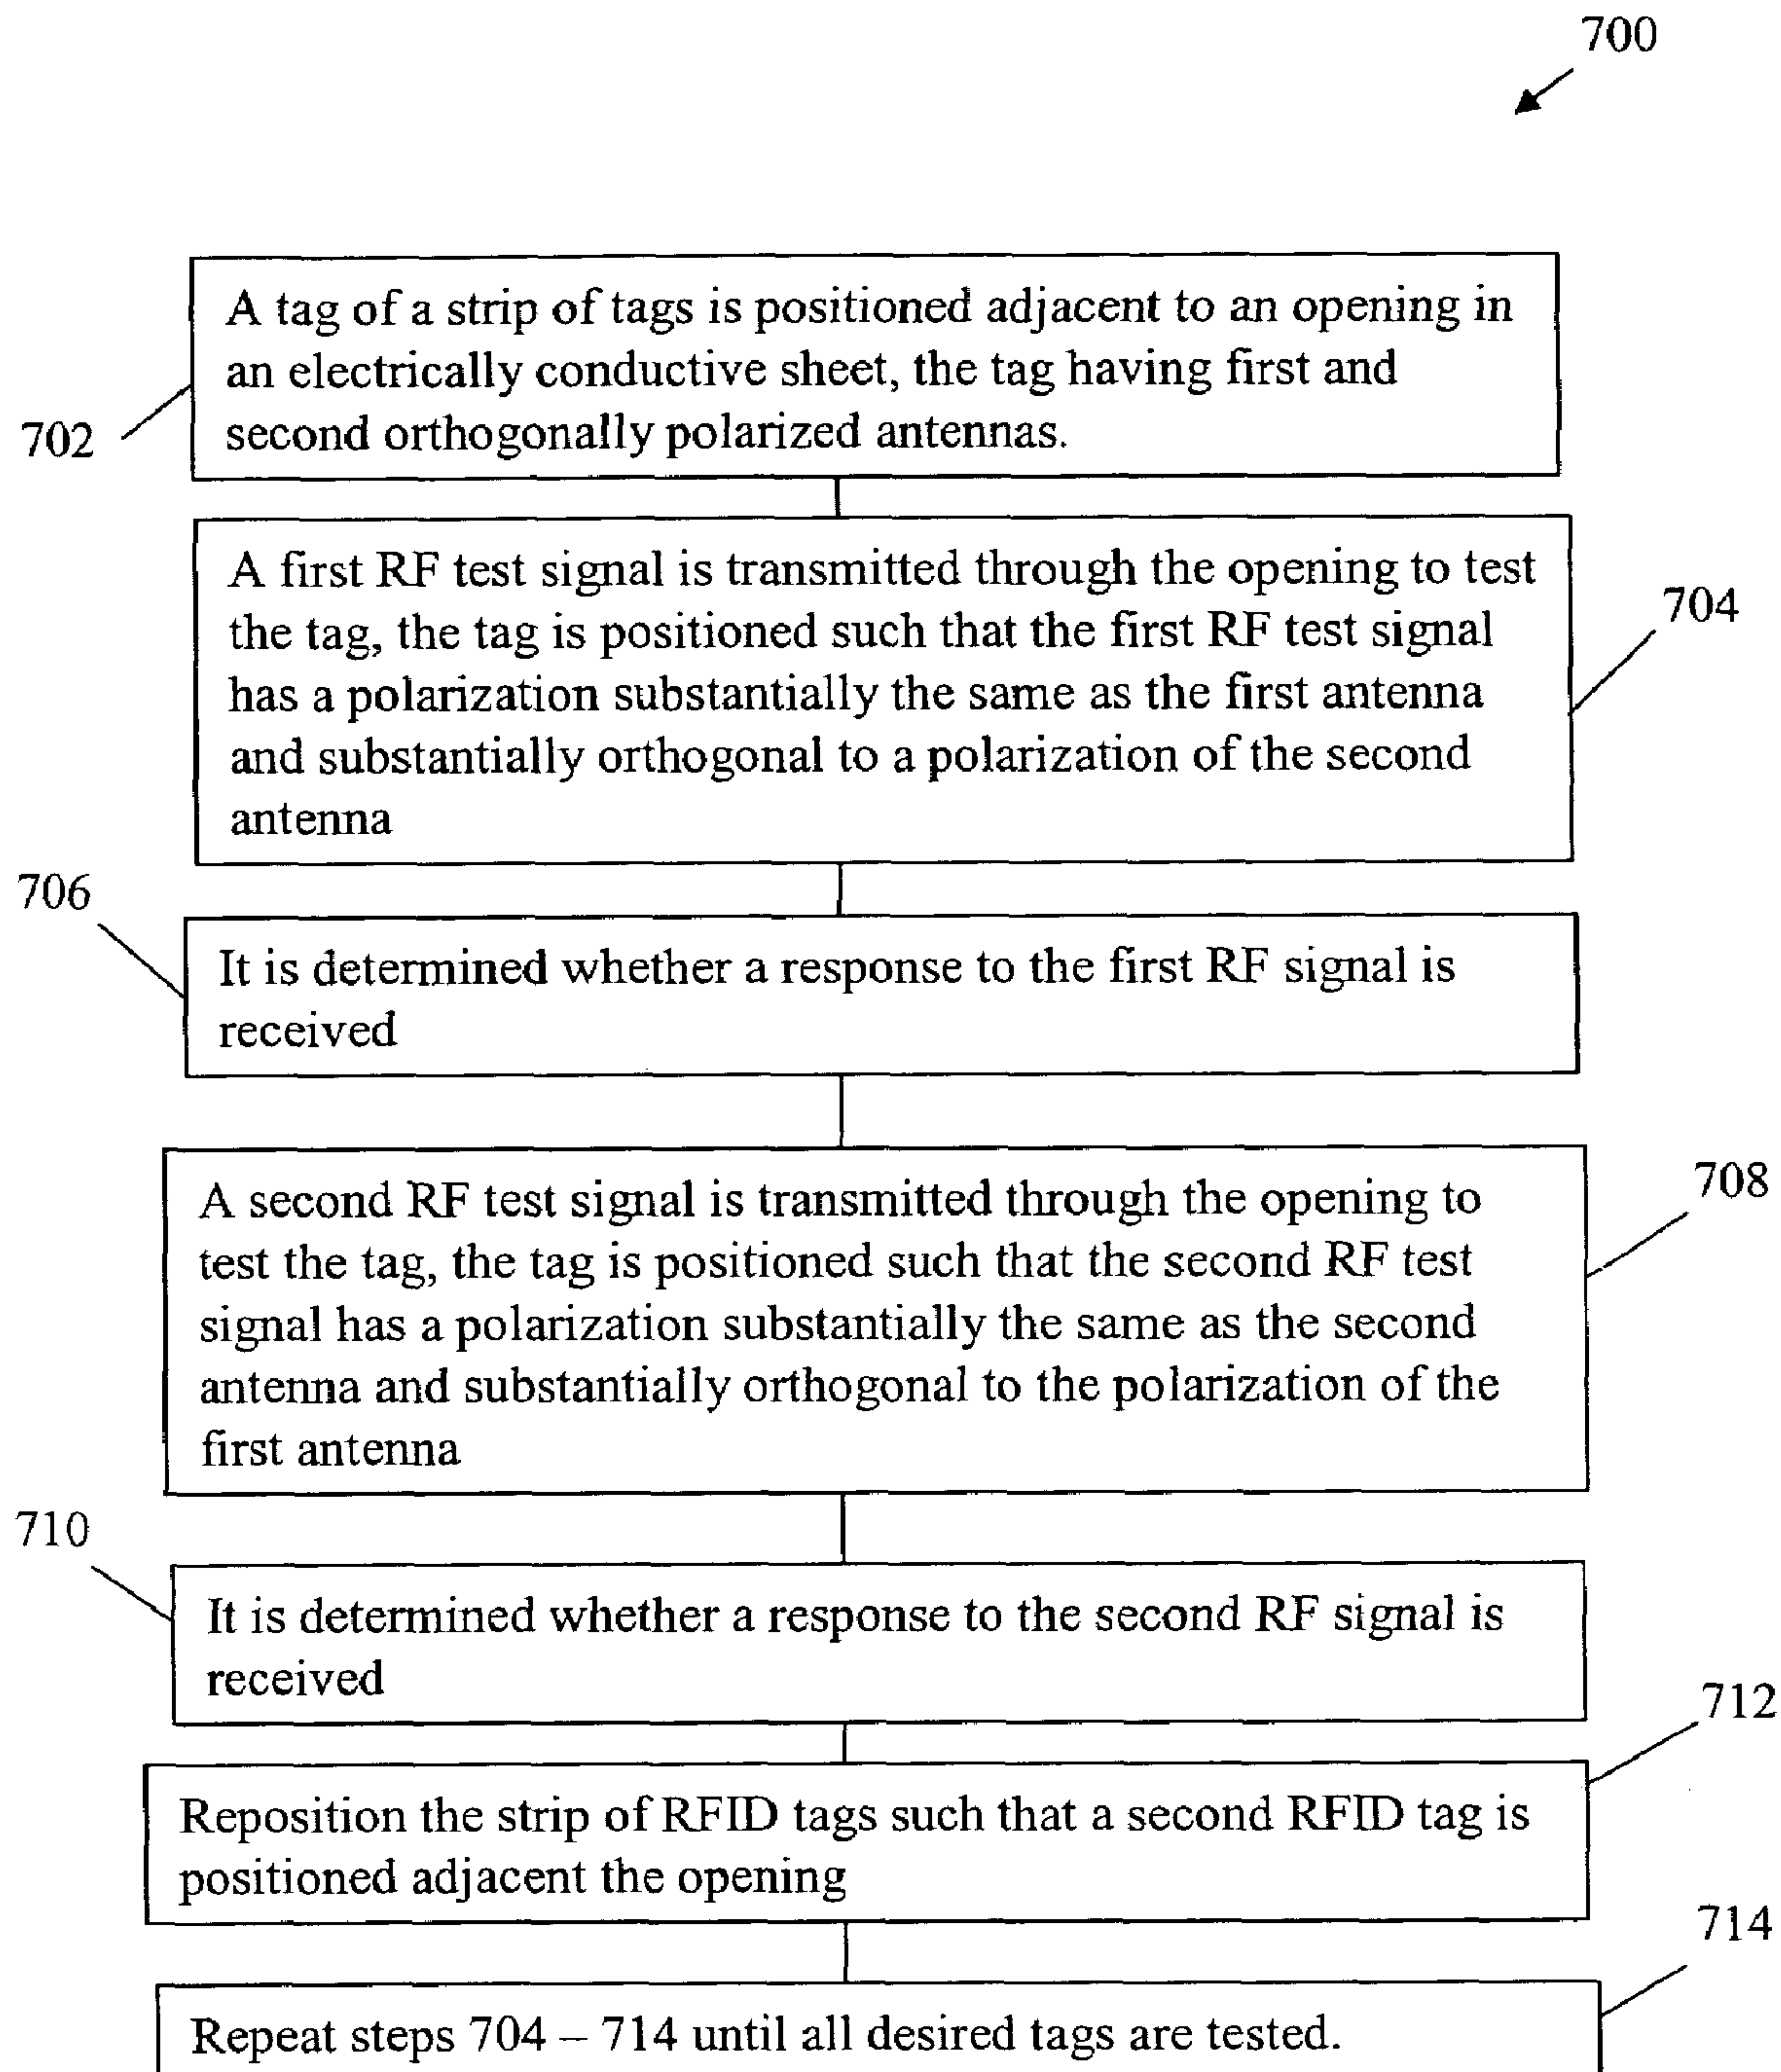 700
A tag of a strip of tags is positioned adjacent to an opening in
an electrically conductive sheet, the tag having first and
second orthogonally polarized antennas.
702
A first RF test signal is transmitted through the opening to test
the tag, the tag is positioned such that the first RF test signal
has a polarization substantially the same as the first antenna
and substantially orthogonal to a polarization of the second
antenna
704
706
It is determined whether a response to the first RF signal is
received
A second RF test signal is transmitted through the opening to
test the tag, the tag is positioned such that the second RF test
signal has a polarization substantially the same as the second
antenna and substantially orthogonal to the polarization of the
first antenna
708
710
It is determined whether a response to the second RF signal is
received
712
Reposition the strip of RFID tags such that a second RFID tag is
positioned adjacent the opening
714
Repeat steps 704 – 714 until all desired tags are tested.